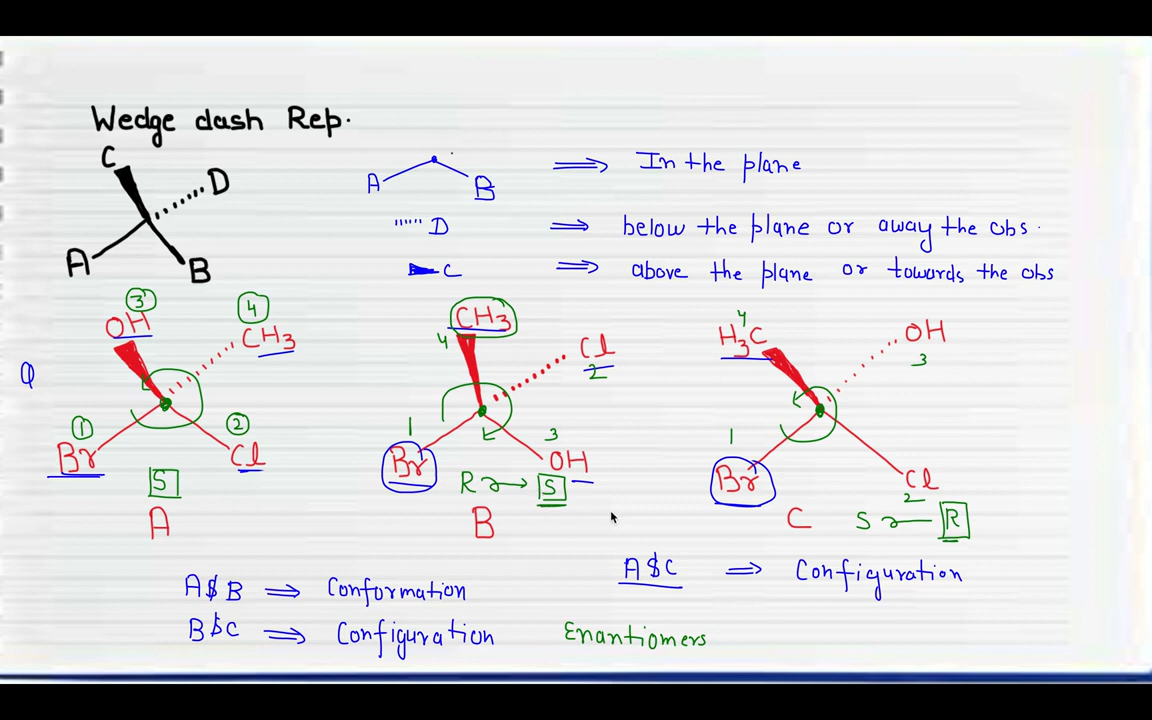 Wedge dash Rep.
C
D
A
B
A
B
⟹ In the plane
D ⟹ below the plane or away the obs.
C ⟹ above the plane or towards the obs
Q
3
OH
4
CH3
1
Br
2
Cl
S
A
CH3
4
Cl
2
1
Br
3
OH
R → S
B
4
H3C
OH
3
1
Br
Cl
2
C
S R
A $ B ⟹ Conformation
A $ C ⟹ Configuration
B $ C ⟹ Configuration Enantiomers